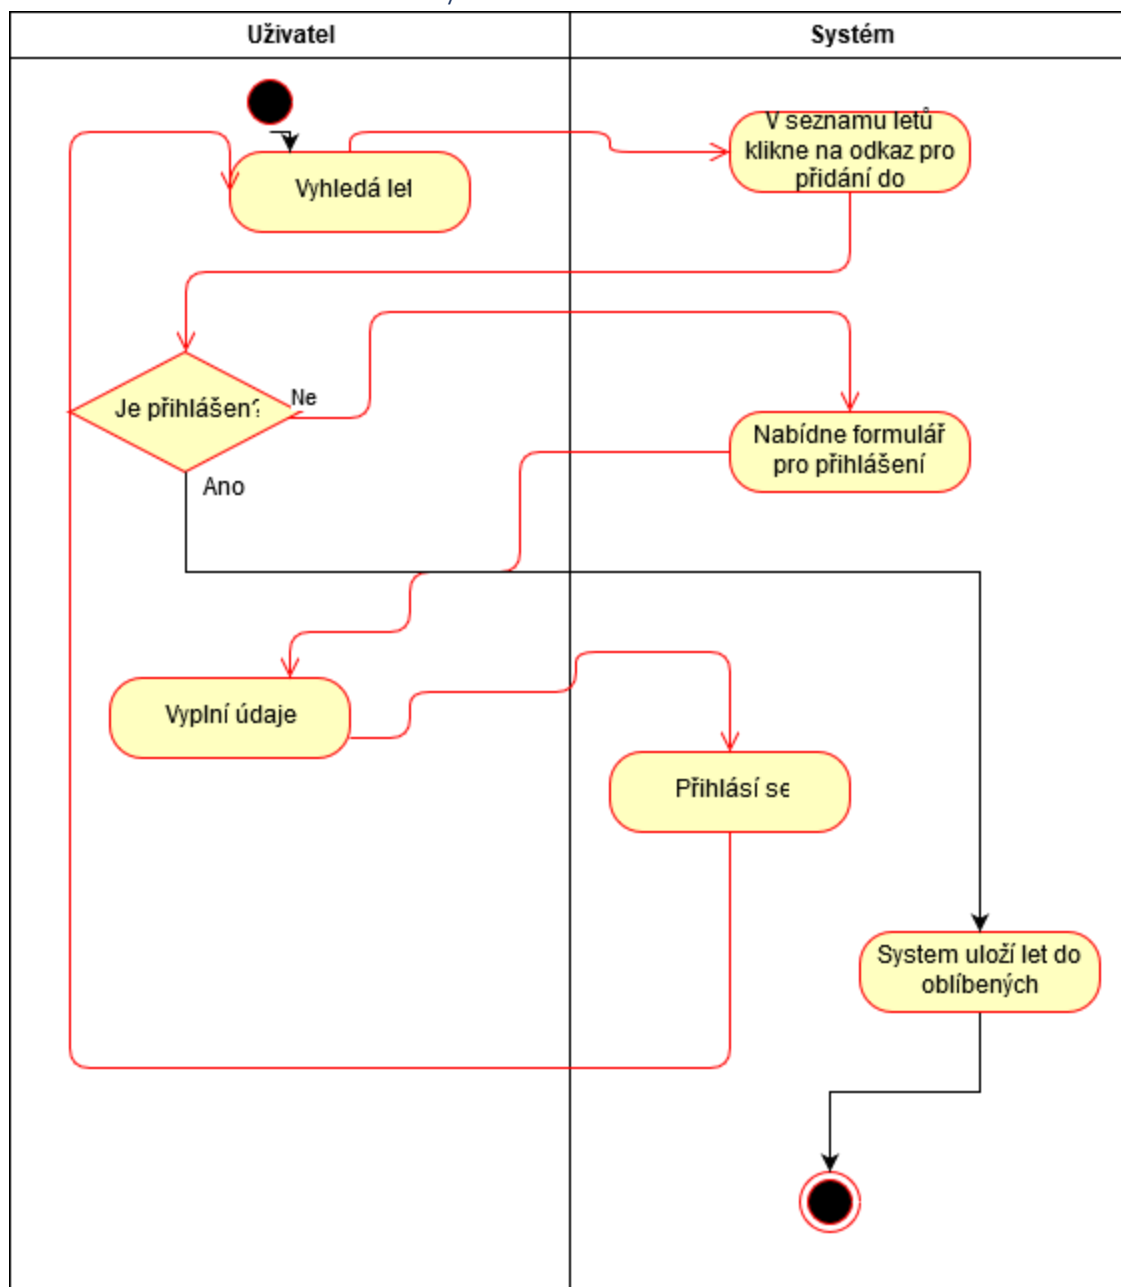 Uživatel
Systém
V seznamu letů
klikne na odkaz pro
přidání do
Vyhledá let
Je přihlášen?
Ne
Ano
Nabídne formulář
pro přihlášení
Vyplní údaje
Přihlásí se
System uloží let do
oblíbených